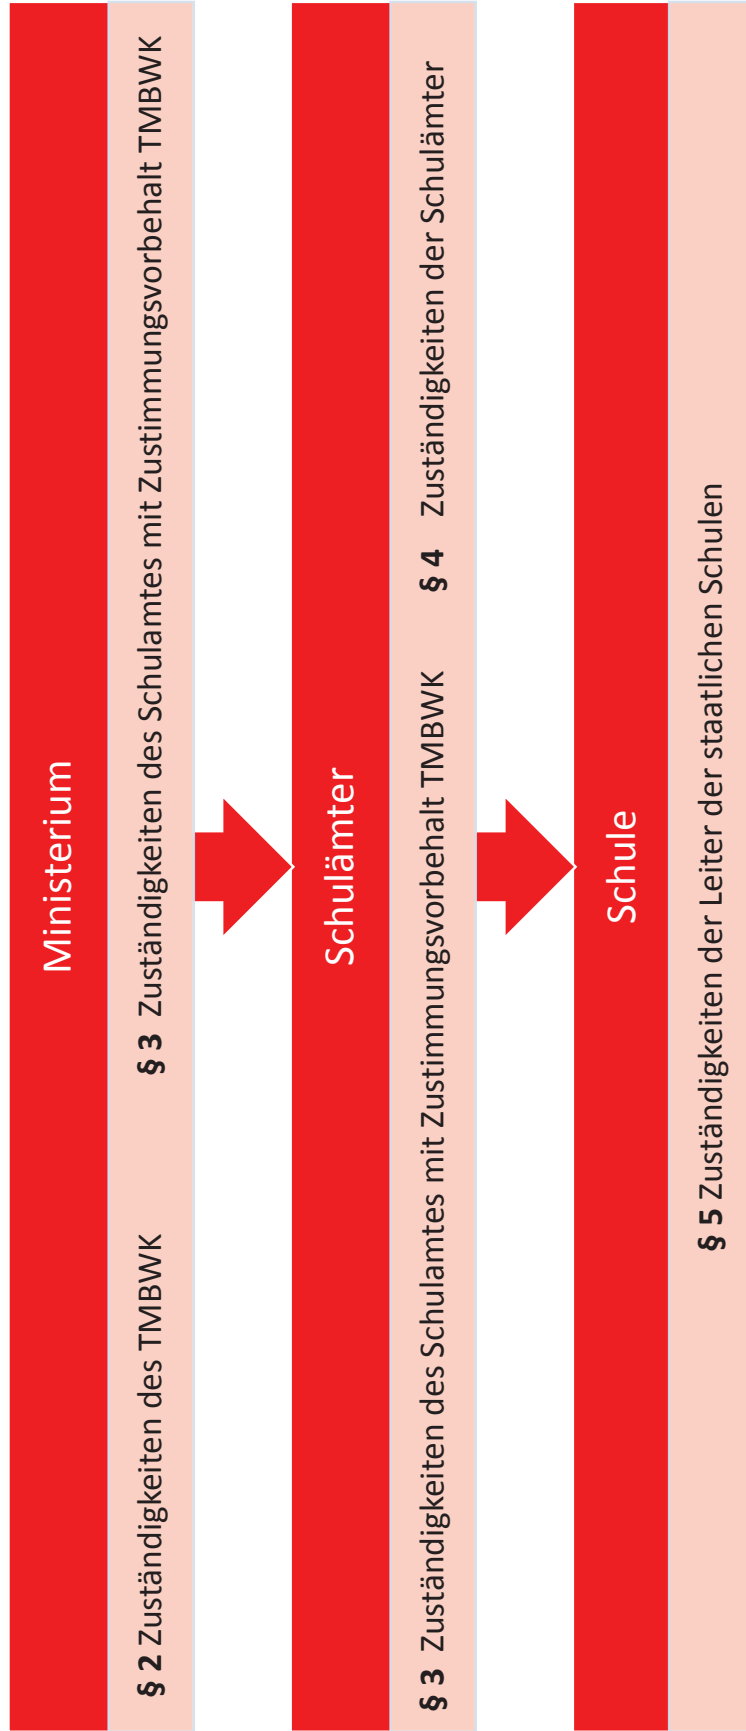 Ministerium
§ 2 Zuständigkeiten des TMBWK
§ 3 Zuständigkeiten des Schulamtes mit Zustimmungsvorbehalt TMBWK
Schulämter
§ 3 Zuständigkeiten des Schulamtes mit Zustimmungsvorbehalt TMBWK
§ 4 Zuständigkeiten der Schulämter
Schule
§ 5 Zuständigkeiten der Leiter der staatlichen Schulen